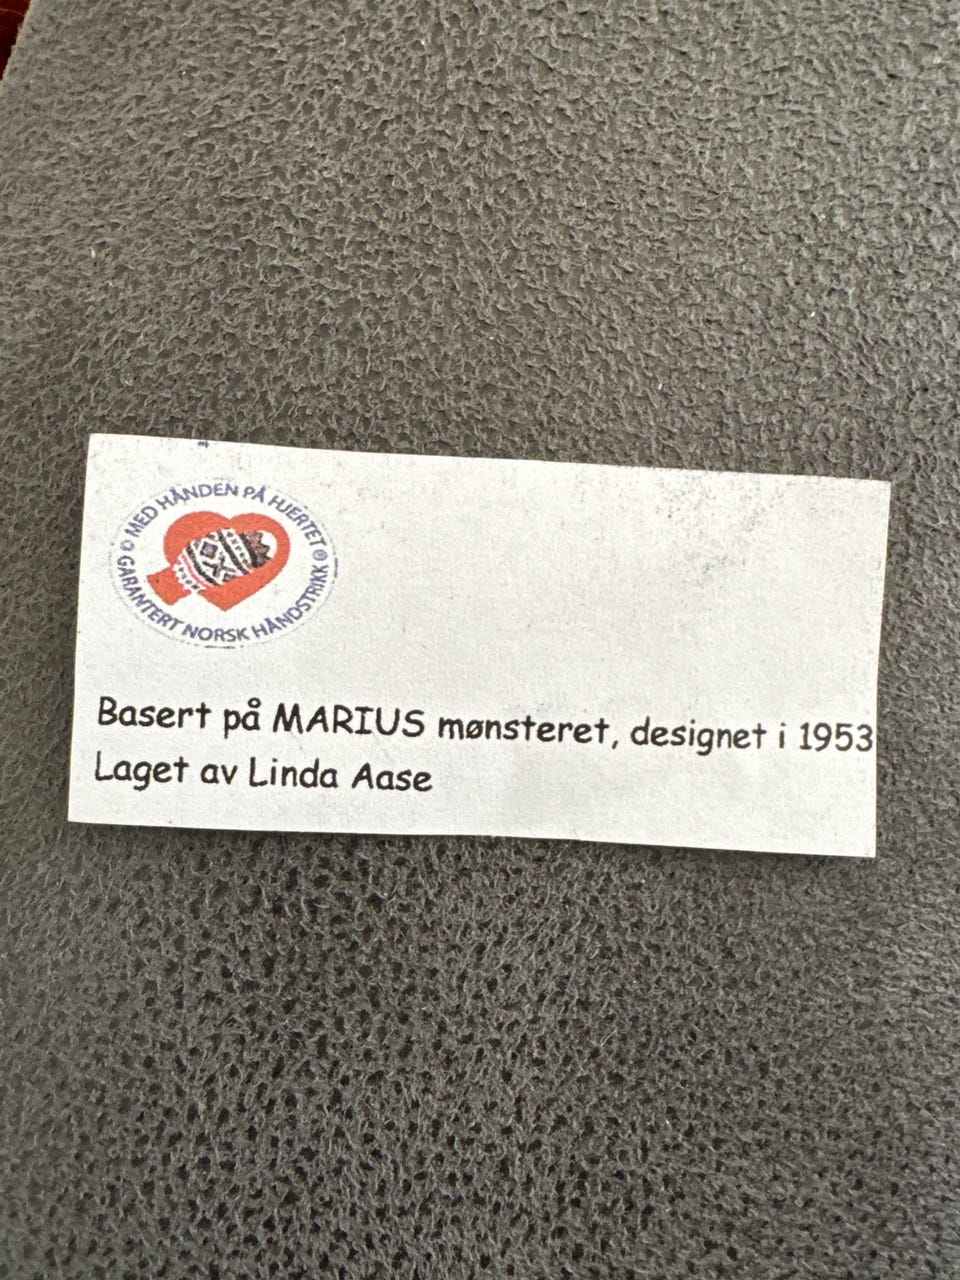 MED HÅNDEN PÅ HJERTET
GARANTERT NORSK HÅNDSTRIKK
Basert på MARIUS mønsteret, designet i 1953
Laget av Linda Aase